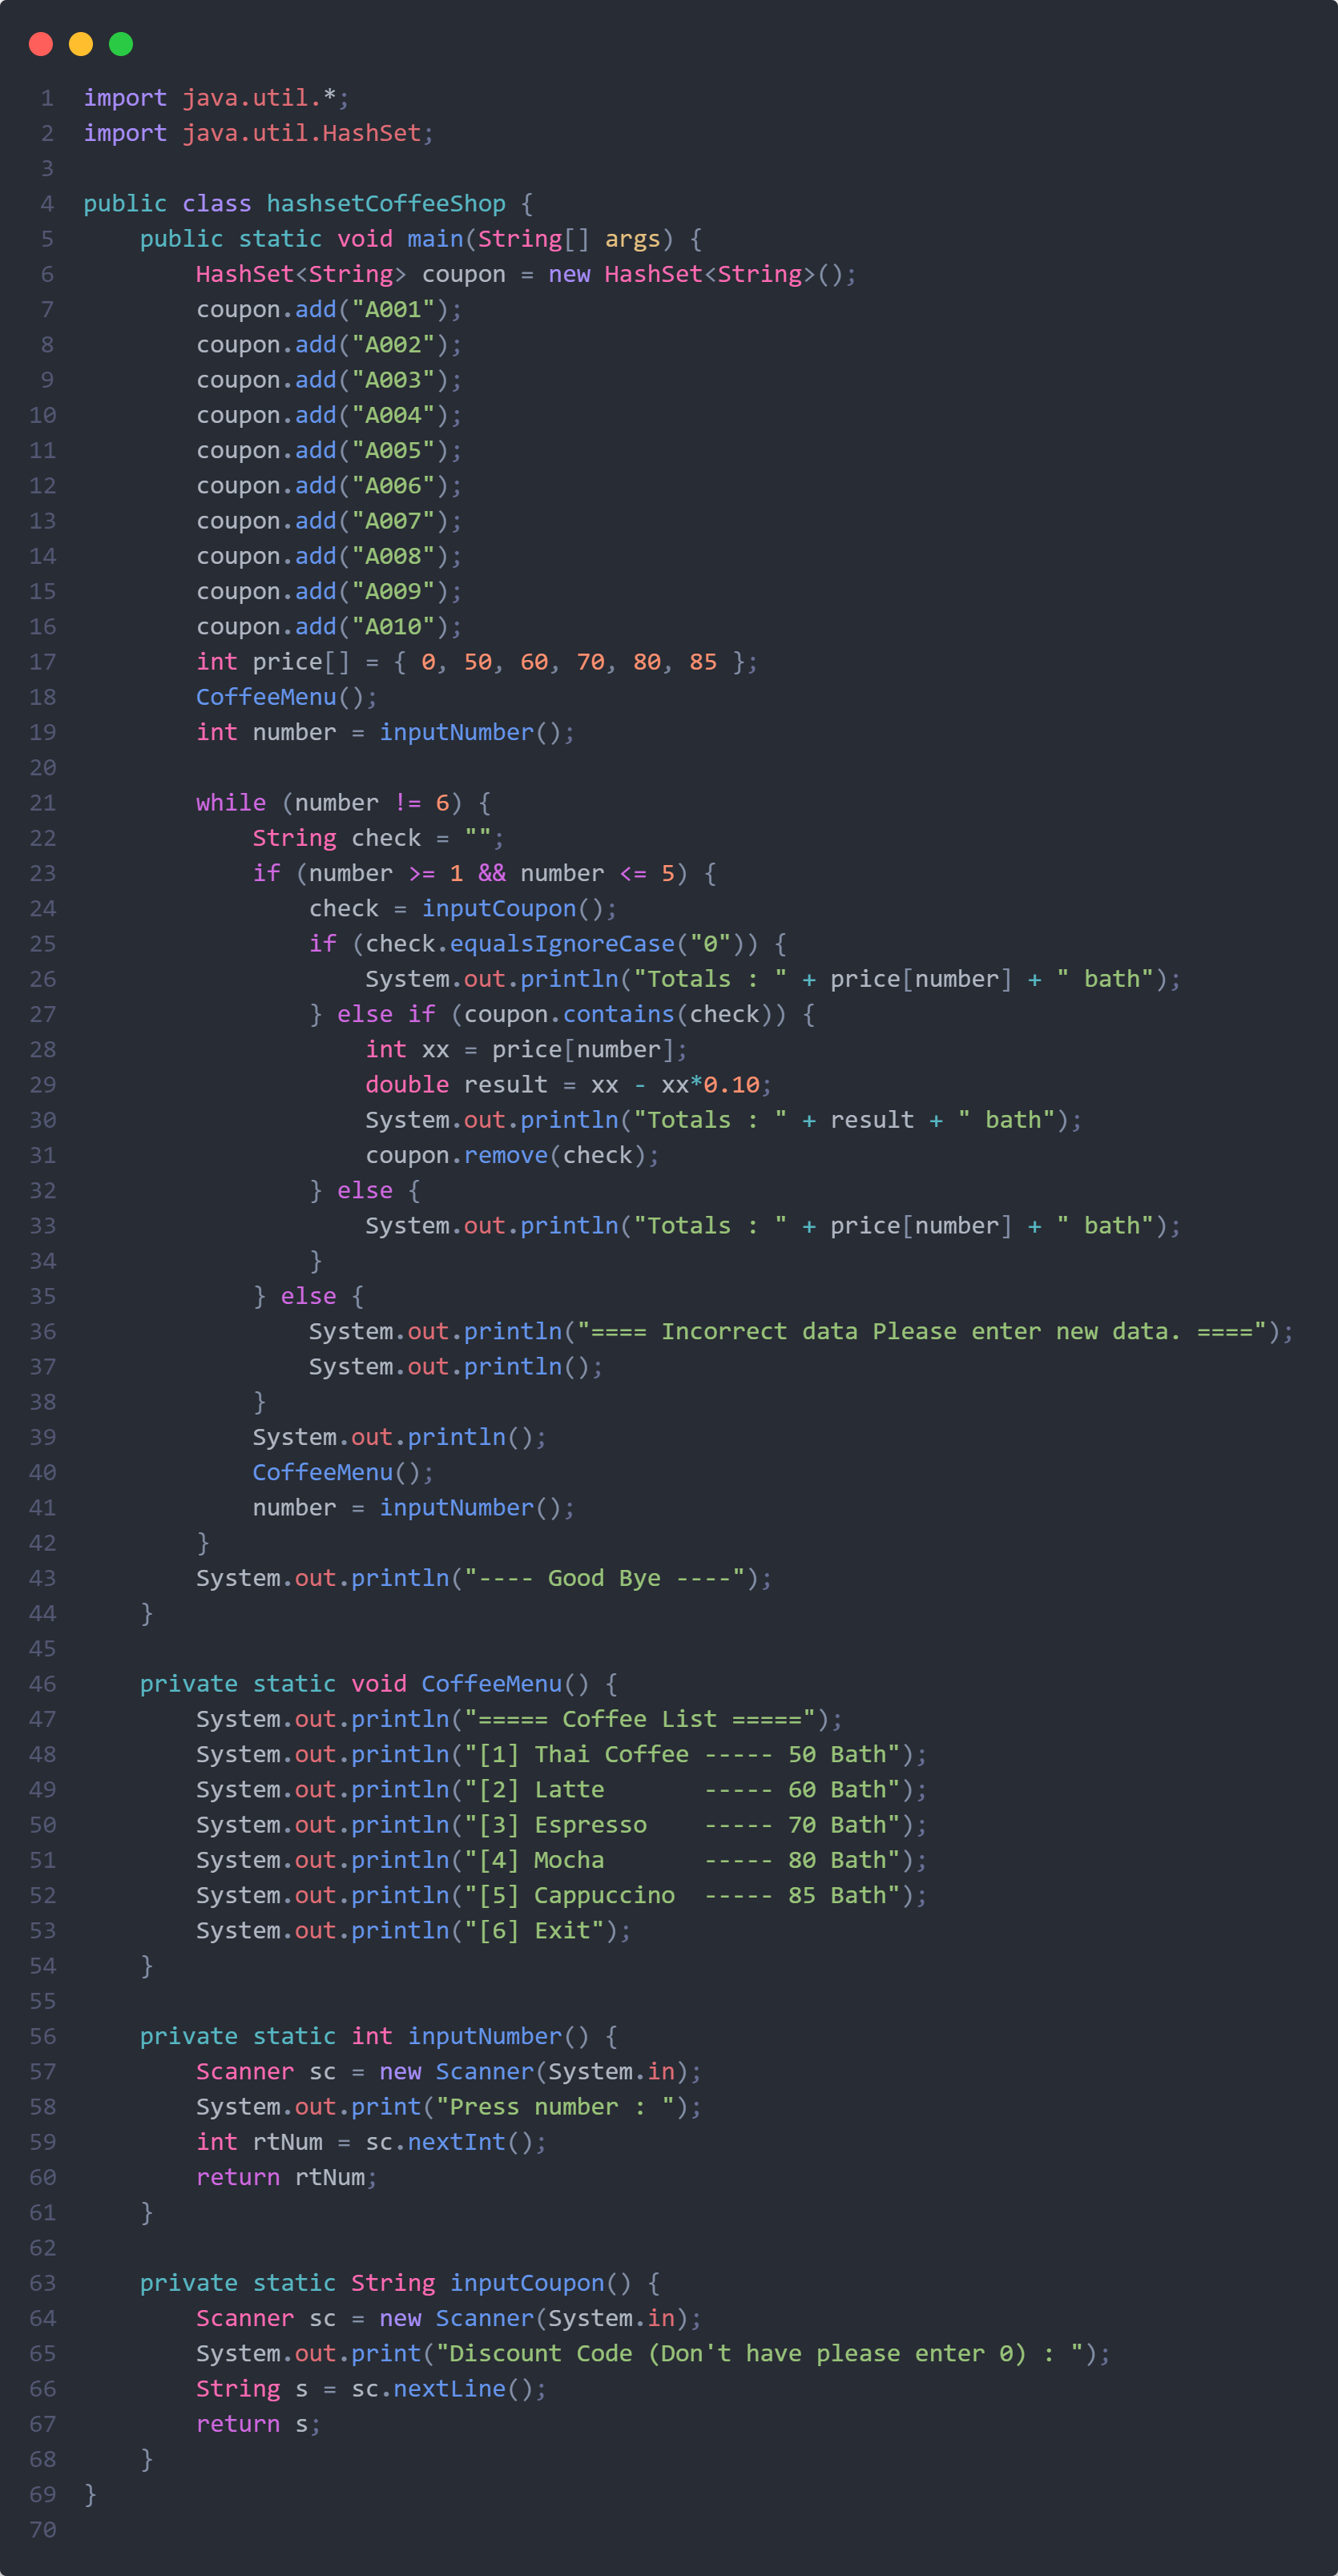 1 import java.util.*;
2 import java.util.HashSet;
3
4 public class hashsetCoffeeShop {
5     public static void main(String[] args) {
6         HashSet<String> coupon = new HashSet<String>();
7         coupon.add("A001");
8         coupon.add("A002");
9         coupon.add("A003");
10         coupon.add("A004");
11         coupon.add("A005");
12         coupon.add("A006");
13         coupon.add("A007");
14         coupon.add("A008");
15         coupon.add("A009");
16         coupon.add("A010");
17         int price[] = { 0, 50, 60, 70, 80, 85 };
18         CoffeeMenu();
19         int number = inputNumber();
20
21         while (number != 6) {
22             String check = "";
23             if (number >= 1 && number <= 5) {
24                 check = inputCoupon();
25                 if (check.equalsIgnoreCase("0")) {
26                     System.out.println("Totals : " + price[number] + " bath");
27                 } else if (coupon.contains(check)) {
28                     int xx = price[number];
29                     double result = xx - xx*0.10;
30                     System.out.println("Totals : " + result + " bath");
31                     coupon.remove(check);
32                 } else {
33                     System.out.println("Totals : " + price[number] + " bath");
34                 }
35             } else {
36                 System.out.println("==== Incorrect data Please enter new data. ====");
37                 System.out.println();
38             }
39             System.out.println();
40             CoffeeMenu();
41             number = inputNumber();
42         }
43         System.out.println("---- Good Bye ----");
44     }
45
46     private static void CoffeeMenu() {
47         System.out.println("===== Coffee List =====");
48         System.out.println("[1] Thai Coffee ----- 50 Bath");
49         System.out.println("[2] Latte       ----- 60 Bath");
50         System.out.println("[3] Espresso    ----- 70 Bath");
51         System.out.println("[4] Mocha       ----- 80 Bath");
52         System.out.println("[5] Cappuccino  ----- 85 Bath");
53         System.out.println("[6] Exit");
54     }
55
56     private static int inputNumber() {
57         Scanner sc = new Scanner(System.in);
58         System.out.print("Press number : ");
59         int rtNum = sc.nextInt();
60         return rtNum;
61     }
62
63     private static String inputCoupon() {
64         Scanner sc = new Scanner(System.in);
65         System.out.print("Discount Code (Don't have please enter 0) : ");
66         String s = sc.nextLine();
67         return s;
68     }
69 }
70